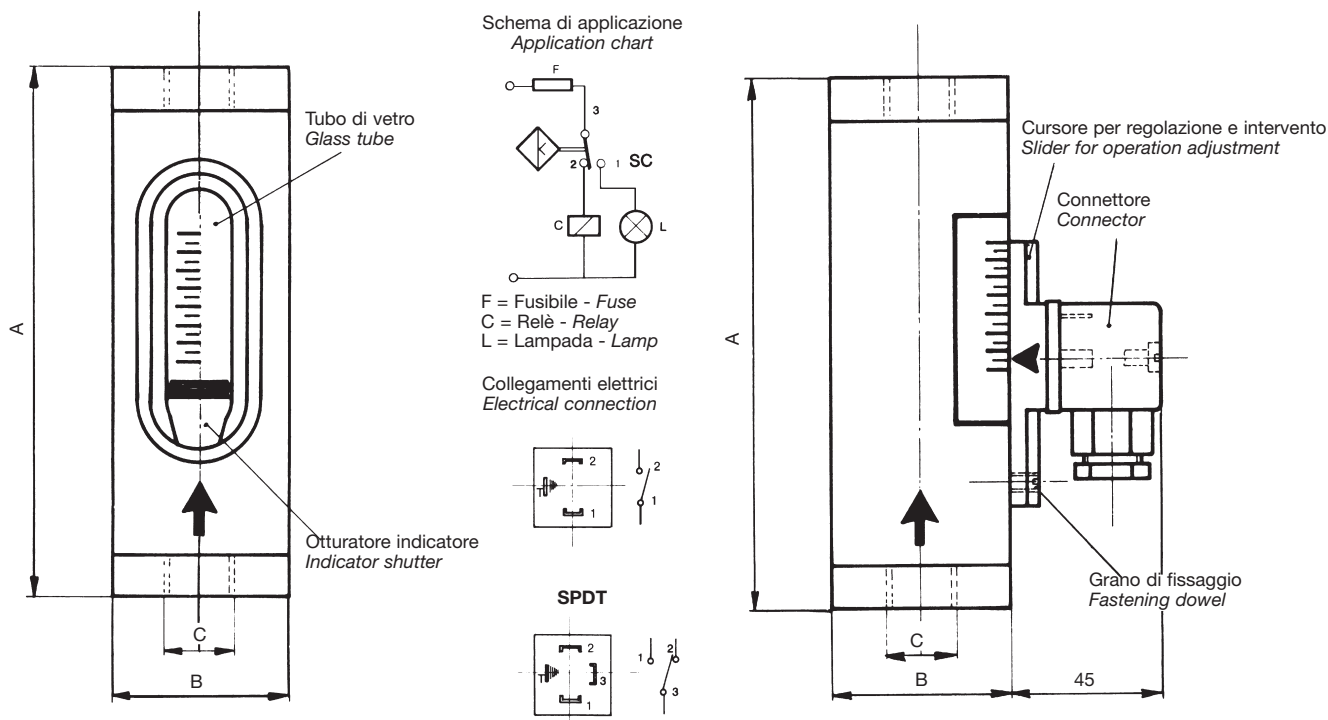 Schema di applicazione
Application chart
F
3
2
1
SC
C
L
F = Fusibile - Fuse
C = Relè - Relay
L = Lampada - Lamp
Collegamenti elettrici
Electrical connection
2
T
1
2
1
SPDT
2
T
3
1
1
2
3
Tubo di vetro
Glass tube
A
Otturatore indicatore
Indicator shutter
C
B
Cursore per regolazione e intervento
Slider for operation adjustment
Connettore
Connector
A
Grano di fissaggio
Fastening dowel
C
B
45